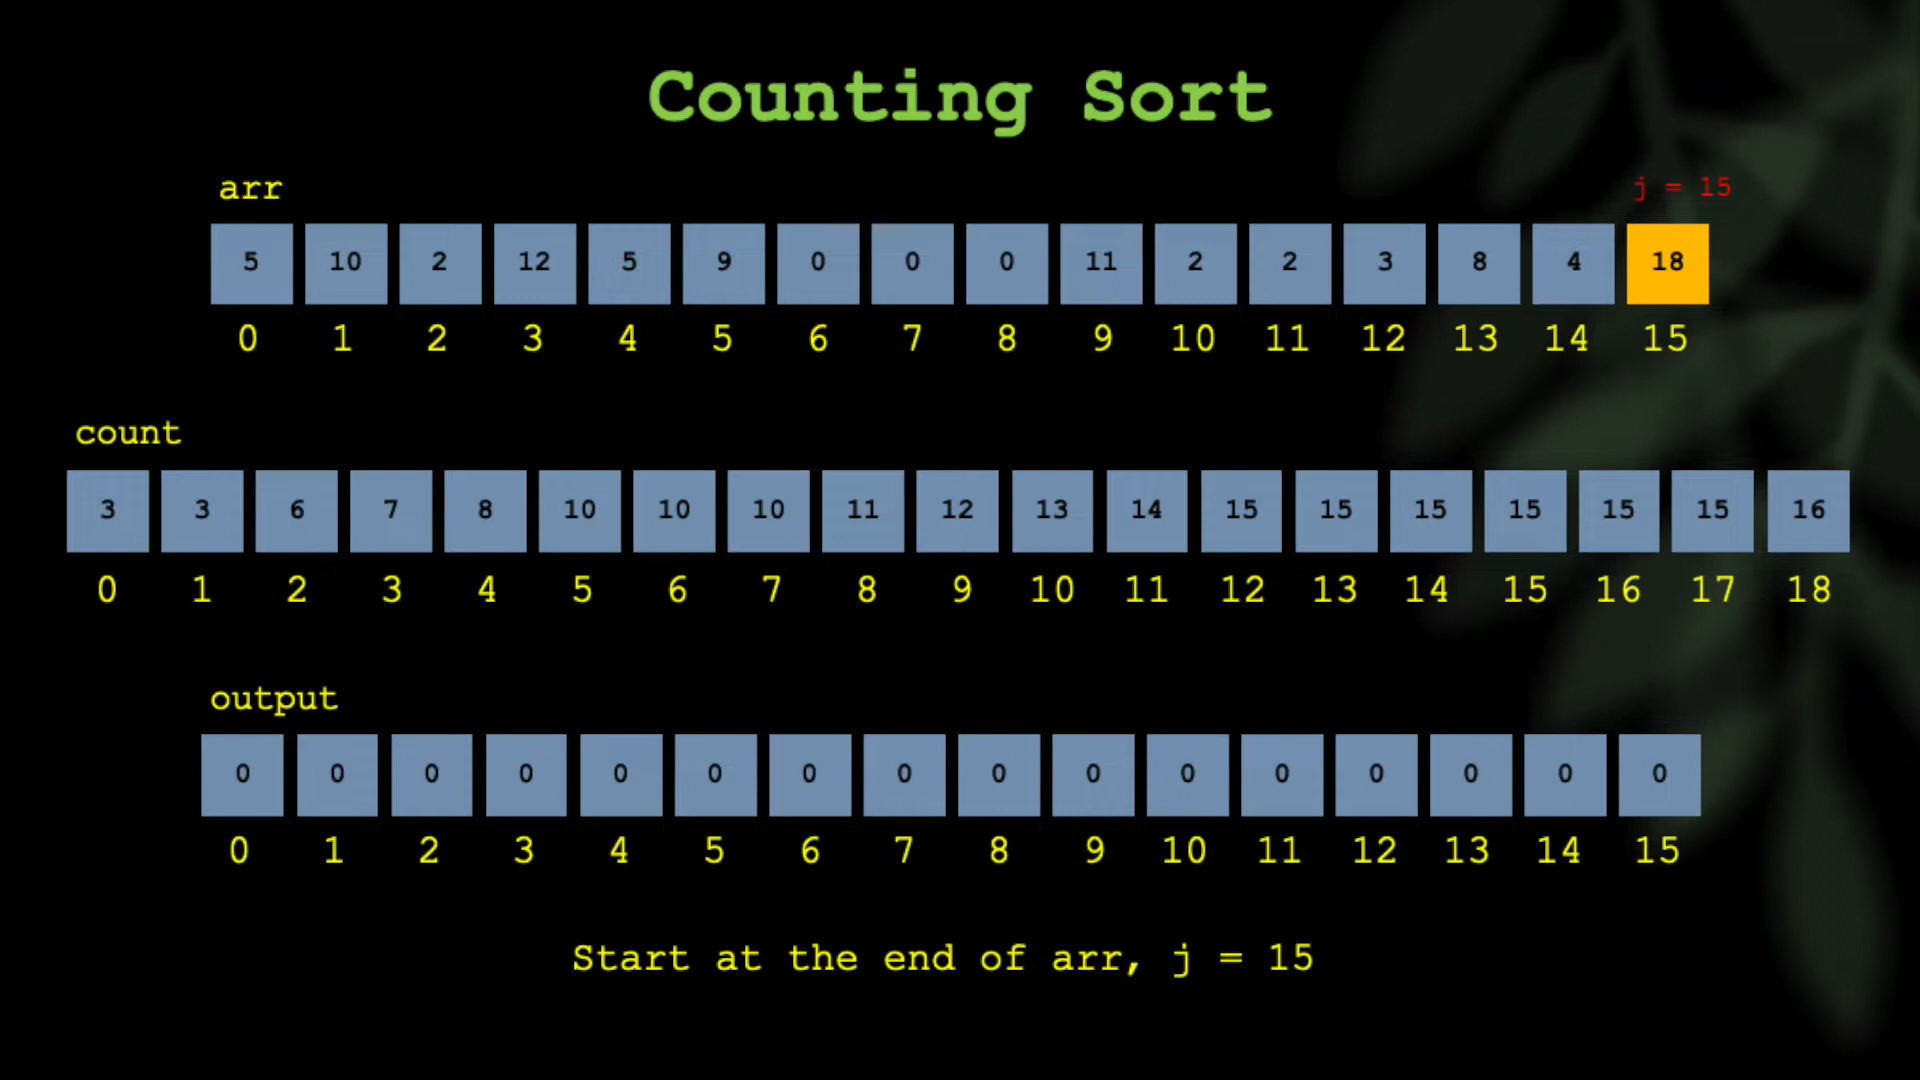 Counting Sort
arr
j = 15
5 10 2 12 5 9 0 0 0 11 2 2 3 8 4 18
0 1 2 3 4 5 6 7 8 9 10 11 12 13 14 15
count
3 3 6 7 8 10 10 10 11 12 13 14 15 15 15 15 15 15 16
0 1 2 3 4 5 6 7 8 9 10 11 12 13 14 15 16 17 18
output
0 0 0 0 0 0 0 0 0 0 0 0 0 0 0 0
0 1 2 3 4 5 6 7 8 9 10 11 12 13 14 15
Start at the end of arr, j = 15